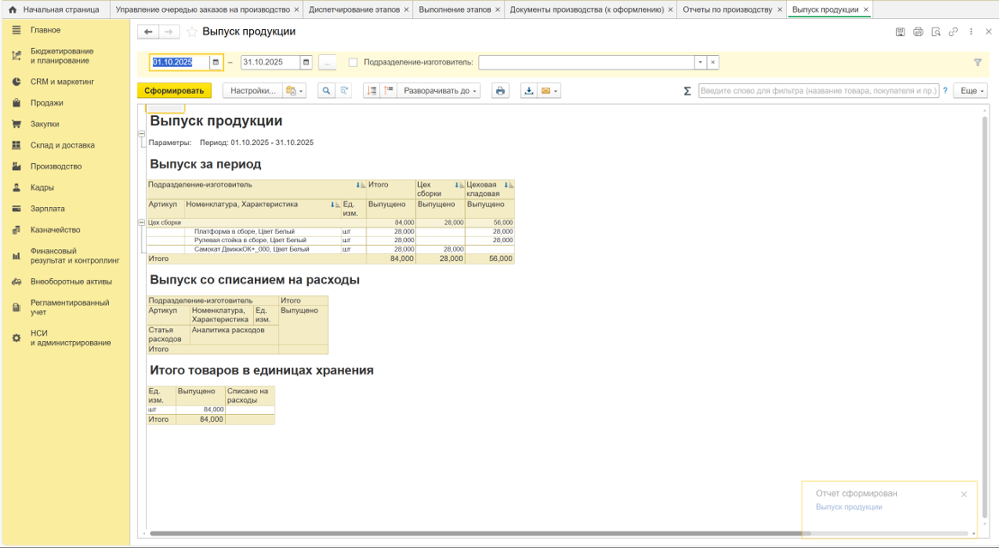 Начальная страница
Управление очередью заказов на производство ×
Диспетчирование этапов ×
Выполнение этапов ×
Документы производства (к оформлению) ×
Отчеты по производству ×
Выпуск продукции ×
Главное
Бюджетирование
и планирование
CRM и маркетинг
Продажи
Закупки
Склад и доставка
Производство
Кадры
Зарплата
Казначейство
Финансовый
результат и контроллинг
Внеоборотные активы
Регламентированный
учет
НСИ
и администрирование
Выпуск продукции
01.10.2025 – 31.10.2025 ... Подразделение-изготовитель:
Сформировать Настройки... Разворачивать до Σ Введите слово для фильтра (название товара, покупателя и пр.) ? Еще
Выпуск продукции
Параметры: Период: 01.10.2025 - 31.10.2025
Выпуск за период
Подразделение-изготовитель Итого Цех сборки Цеховая кладовая
Артикул Номенклатура, Характеристика Ед. изм. Выпущено Выпущено Выпущено
Цех сборки 84,000 28,000 56,000
Платформа в сборе, Цвет Белый шт 28,000 28,000
Рулевая стойка в сборе, Цвет Белый шт 28,000 28,000
Самокат ДвижжОК+_000, Цвет Белый шт 28,000 28,000
Итого 84,000 28,000 56,000
Выпуск со списанием на расходы
Подразделение-изготовитель Итого
Артикул Номенклатура, Характеристика Ед. изм. Выпущено
Статья расходов Аналитика расходов
Итого
Итого товаров в единицах хранения
Ед. изм. Выпущено Списано на расходы
шт 84,000
Итого 84,000
Отчет сформирован
Выпуск продукции